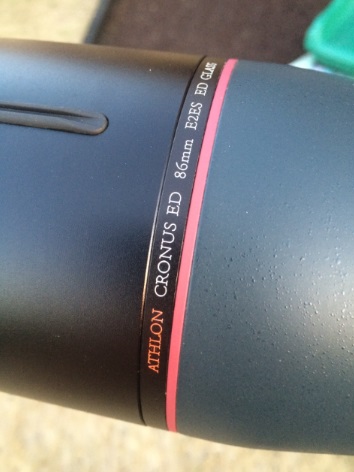 ATHLON CRONUS ED 86mm E2ES ED GLASS